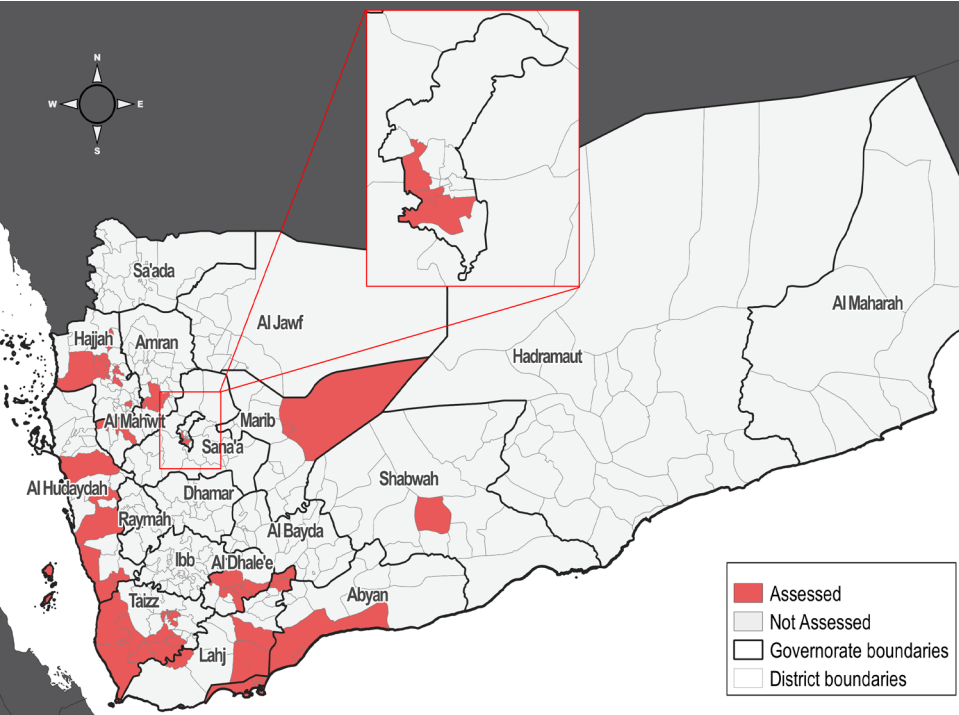 N
W
E
S
Sa'ada
Al Jawf
Hajjah
Amran
Al Maharah
Hadramaut
Al Mahwit
Marib
Sana'a
Shabwah
Al Hudaydah
Dhamar
Raymah
Al Bayda
Ibb
Al Dhale'e
Taizz
Abyan
Lahj
Assessed
Not Assessed
Governorate boundaries
District boundaries